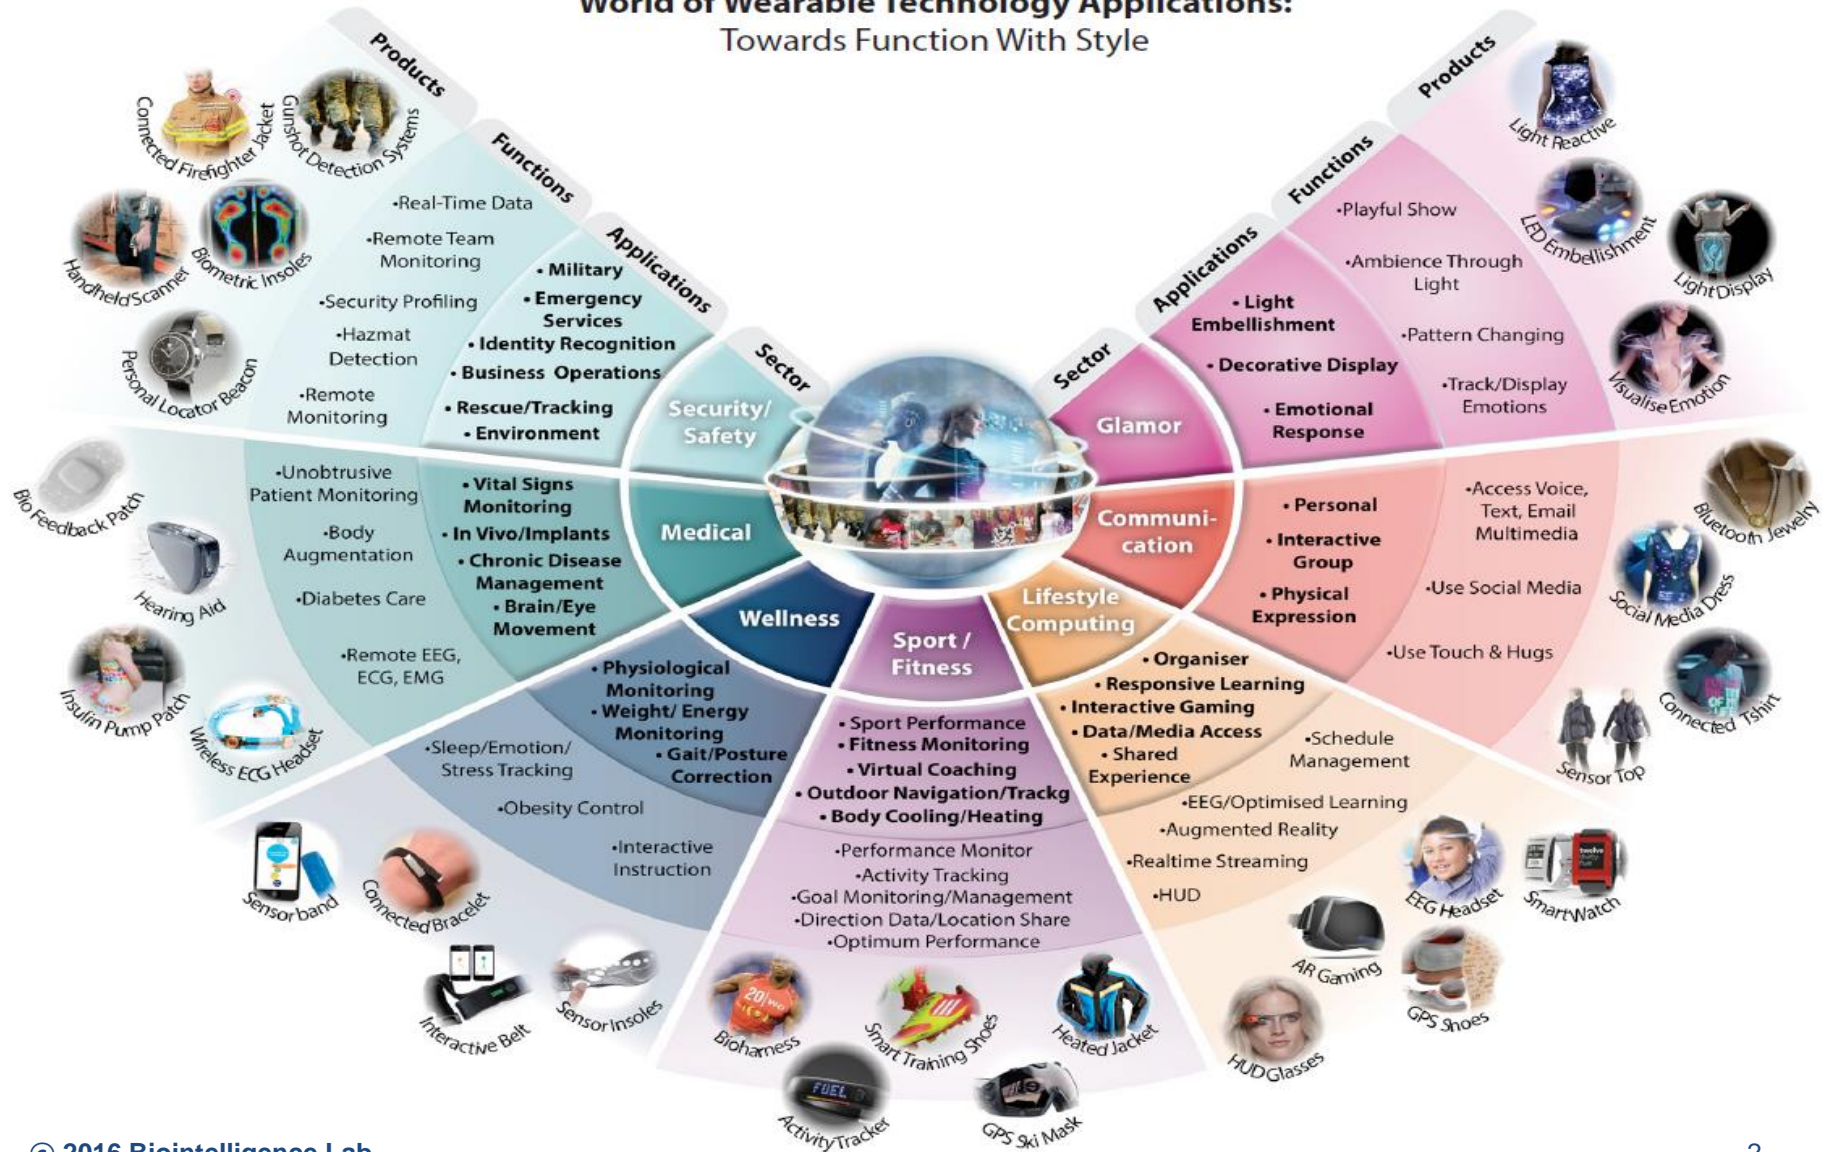 World of Wearable Technology Applications:
Towards Function With Style
Products
Functions
Applications
Sector
Connected Firefighter Jacket
Gunshot Detection Systems
Handheld Scanner
Biometric Insoles
Personal Locator Beacon
•Real-Time Data
•Remote Team
Monitoring
•Security Profiling
•Hazmat
Detection
•Remote
Monitoring
• Military
• Emergency
Services
• Identity Recognition
• Business Operations
• Rescue/Tracking
• Environment
Security/
Safety
Bio Feedback Patch
Hearing Aid
Insulin Pump Patch
Wireless ECG Headset
•Unobtrusive
Patient Monitoring
•Body
Augmentation
•Diabetes Care
•Remote EEG,
ECG, EMG
• Vital Signs
Monitoring
• In Vivo/Implants
• Chronic Disease
Management
• Brain/Eye
Movement
Medical
Wellness
• Physiological
Monitoring
• Weight/ Energy
Monitoring
• Gait/Posture
Correction
•Sleep/Emotion/
Stress Tracking
•Obesity Control
•Interactive
Instruction
Sensor band
Connected Bracelet
Interactive Belt
Sensor Insoles
Sport /
Fitness
• Sport Performance
• Fitness Monitoring
• Virtual Coaching
• Outdoor Navigation/Trackg
• Body Cooling/Heating
•Performance Monitor
•Activity Tracking
•Goal Monitoring/Management
•Direction Data/Location Share
•Optimum Performance
20
Bioharness
Smart Training Shoes
Heated Jacket
FUEL
Activity Tracker
GPS Ski Mask
Lifestyle
Computing
• Organiser
• Responsive Learning
• Interactive Gaming
• Data/Media Access
• Shared
Experience
•Schedule
Management
•EEG/Optimised Learning
•Augmented Reality
•Realtime Streaming
•HUD
EEG Headset
twelve
Smart Watch
AR Gaming
GPS Shoes
HUD Glasses
Communi-
cation
• Personal
• Interactive
Group
• Physical
Expression
•Access Voice,
Text, Email
Multimedia
•Use Social Media
•Use Touch & Hugs
Bluetooth Jewelry
Social Media Dress
Connected Tshirt
Sensor Top
Products
Functions
Applications
Sector
Glamor
• Light
Embellishment
• Decorative Display
• Emotional
Response
•Playful Show
•Ambience Through
Light
•Pattern Changing
•Track/Display
Emotions
Light Reactive
LED Embellishment
Light Display
Visualise Emotion
© 2016 Biointelligence Lab
2